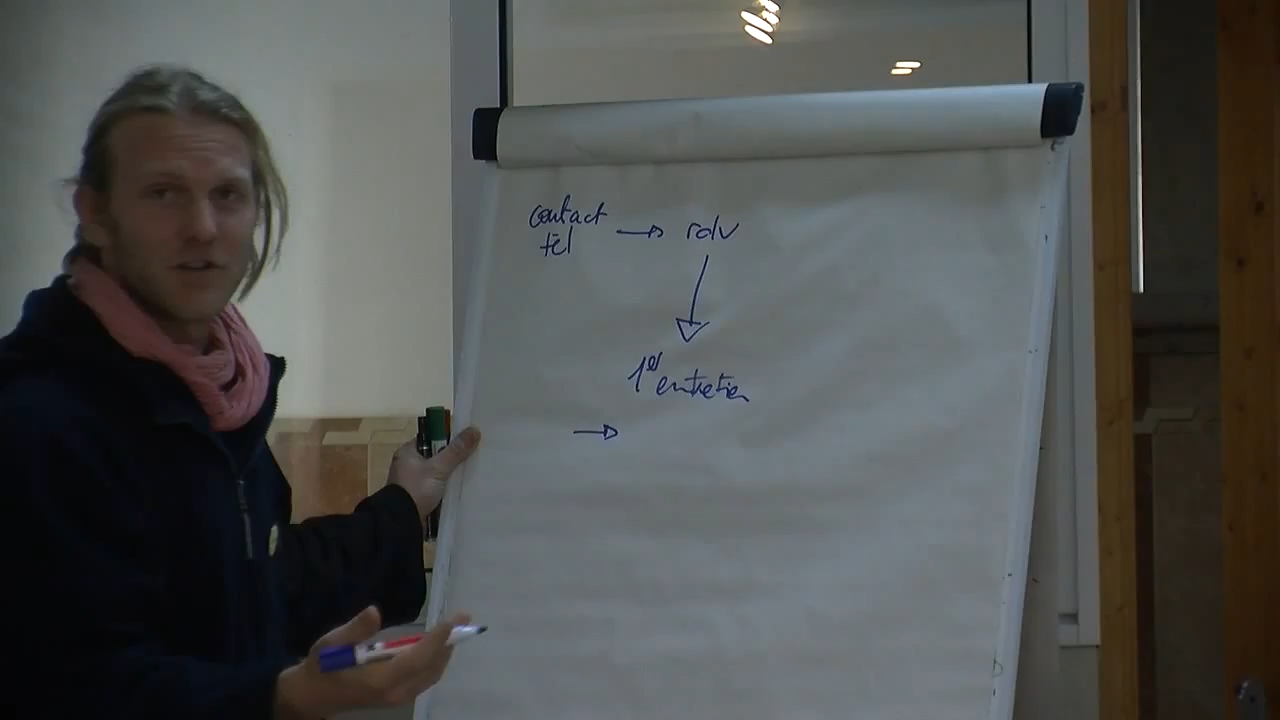 contact → rdv
tél
1er entretien
→